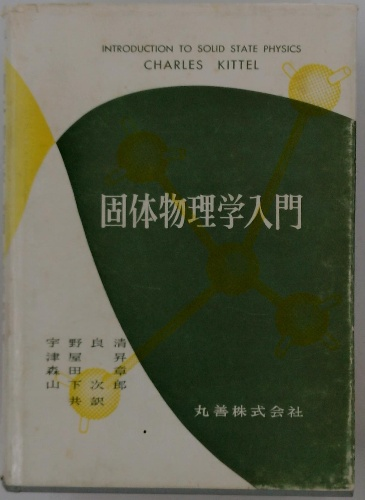 INTRODUCTION TO SOLID STATE PHYSICS
CHARLES KITTEL
固体物理学入門
宇野良清
津屋昇
森田章
山下次郎
共訳
丸善株式会社